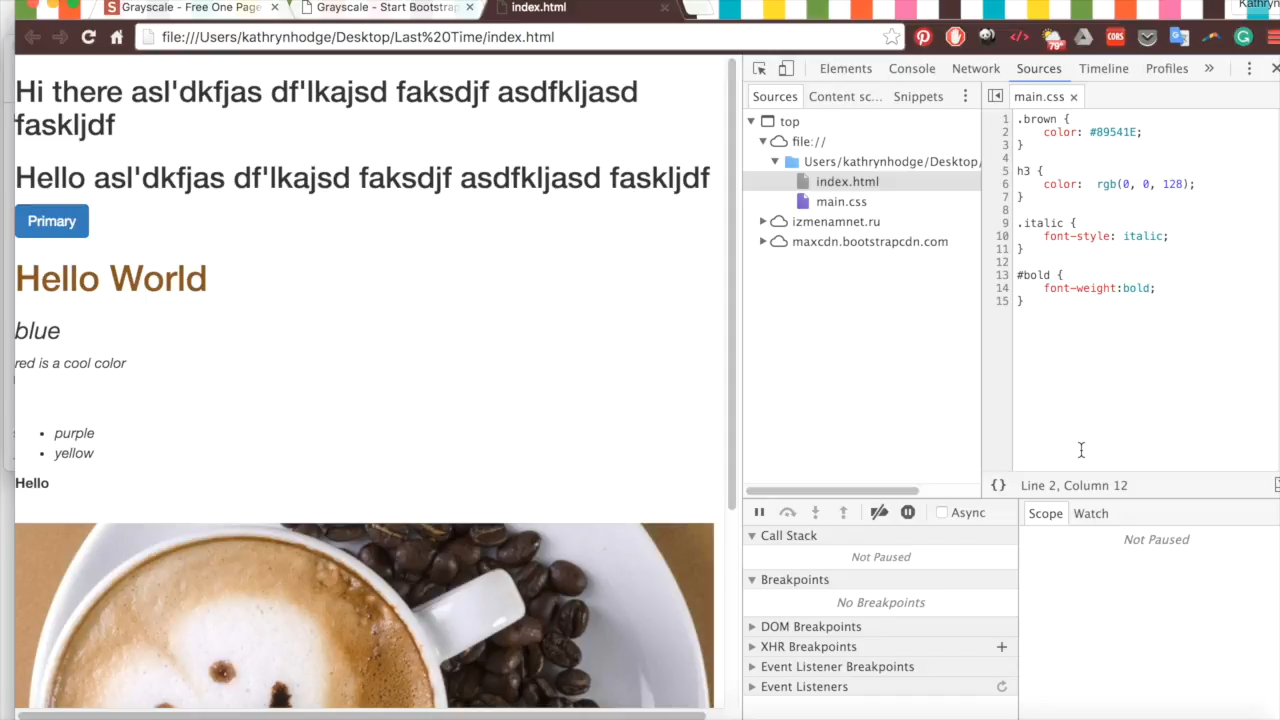 Grayscale - Free One Page
Grayscale - Start Bootstrap
index.html
Kathryn
file:///Users/kathrynhodge/Desktop/Last%20Time/index.html
79°
CORS
Hi there asl'dkfjas df'lkajsd faksdjf asdfkljasd
faskljdf
Hello asl'dkfjas df'lkajsd faksdjf asdfkljasd faskljdf
Primary
Hello World
blue
red is a cool color
• purple
• yellow
Hello
Elements Console Network Sources Timeline Profiles »
Sources Content sc... Snippets
top
file://
Users/kathrynhodge/Desktop/
index.html
main.css
izmenamnet.ru
maxcdn.bootstrapcdn.com
main.css ×
1 .brown {
2 color: #89541E;
3 }
4
5 h3 {
6 color: rgb(0, 0, 128);
7 }
8
9 .italic {
10 font-style: italic;
11 }
12
13 #bold {
14 font-weight:bold;
15 }
{} Line 2, Column 12
Async
Call Stack
Not Paused
Breakpoints
No Breakpoints
DOM Breakpoints
XHR Breakpoints +
Event Listener Breakpoints
Event Listeners
Scope Watch
Not Paused